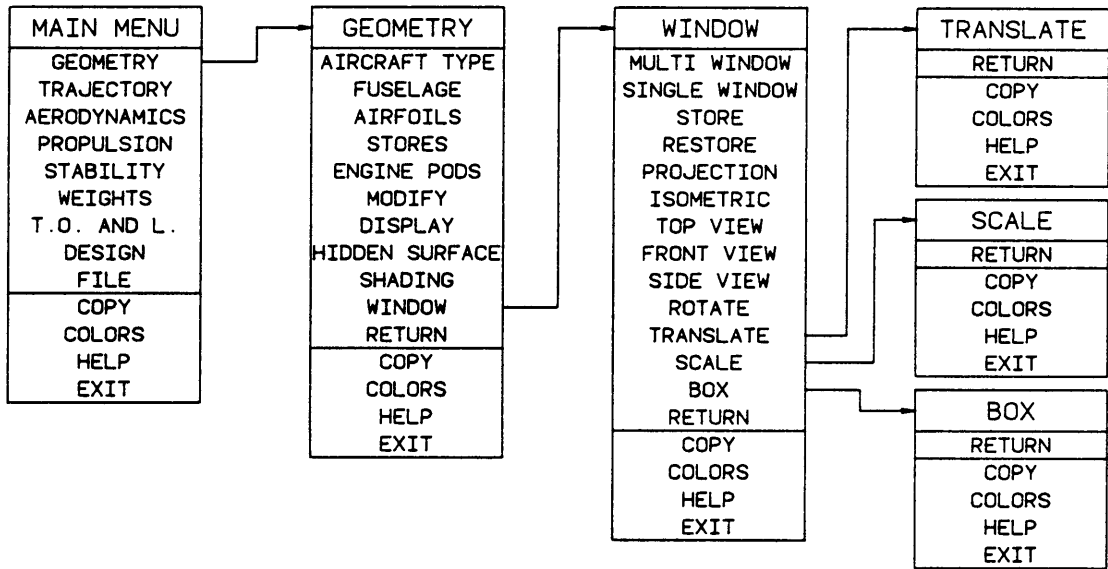 MAIN MENU
GEOMETRY
TRAJECTORY
AERODYNAMICS
PROPULSION
STABILITY
WEIGHTS
T.O. AND L.
DESIGN
FILE
COPY
COLORS
HELP
EXIT
GEOMETRY
AIRCRAFT TYPE
FUSELAGE
AIRFOILS
STORES
ENGINE PODS
MODIFY
DISPLAY
HIDDEN SURFACE
SHADING
WINDOW
RETURN
COPY
COLORS
HELP
EXIT
WINDOW
MULTI WINDOW
SINGLE WINDOW
STORE
RESTORE
PROJECTION
ISOMETRIC
TOP VIEW
FRONT VIEW
SIDE VIEW
ROTATE
TRANSLATE
SCALE
BOX
RETURN
COPY
COLORS
HELP
EXIT
TRANSLATE
RETURN
COPY
COLORS
HELP
EXIT
SCALE
RETURN
COPY
COLORS
HELP
EXIT
BOX
RETURN
COPY
COLORS
HELP
EXIT